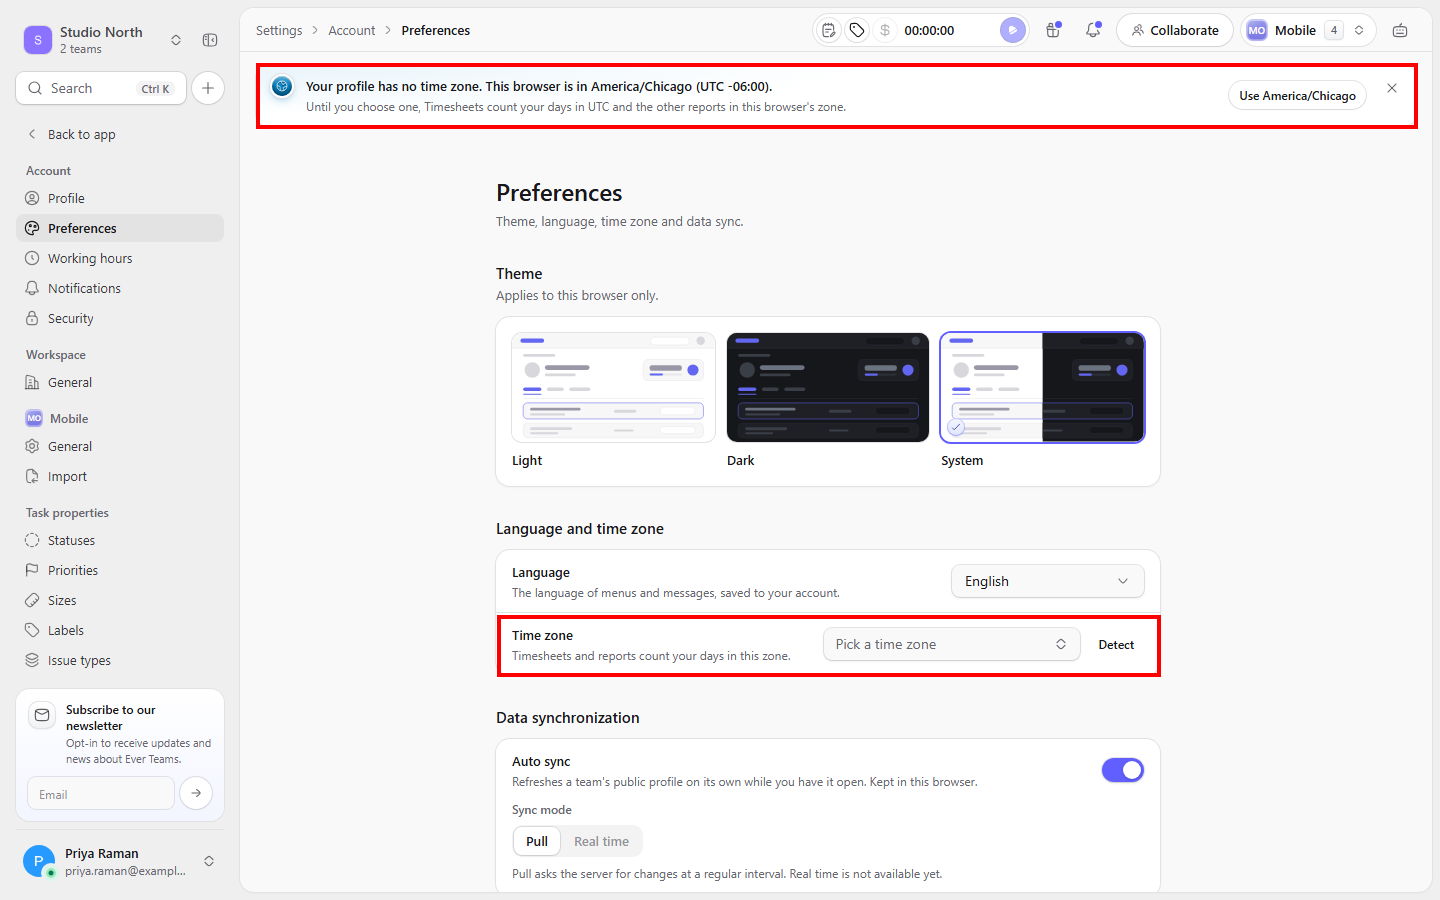 S
Studio North
2 teams
Search
Ctrl K
Back to app
Account
Profile
Preferences
Working hours
Notifications
Security
Workspace
General
MO Mobile
General
Import
Task properties
Statuses
Priorities
Sizes
Labels
Issue types
Subscribe to our
newsletter
Opt-in to receive updates and
news about Ever Teams.
Email
P
Priya Raman
priya.raman@exampl...
Settings > Account > Preferences
$ 00:00:00
Collaborate
MO Mobile 4
Your profile has no time zone. This browser is in America/Chicago (UTC -06:00).
Until you choose one, Timesheets count your days in UTC and the other reports in this browser's zone.
Use America/Chicago
Preferences
Theme, language, time zone and data sync.
Theme
Applies to this browser only.
Light
Dark
System
Language and time zone
Language
The language of menus and messages, saved to your account.
English
Time zone
Timesheets and reports count your days in this zone.
Pick a time zone
Detect
Data synchronization
Auto sync
Refreshes a team's public profile on its own while you have it open. Kept in this browser.
Sync mode
Pull
Real time
Pull asks the server for changes at a regular interval. Real time is not available yet.